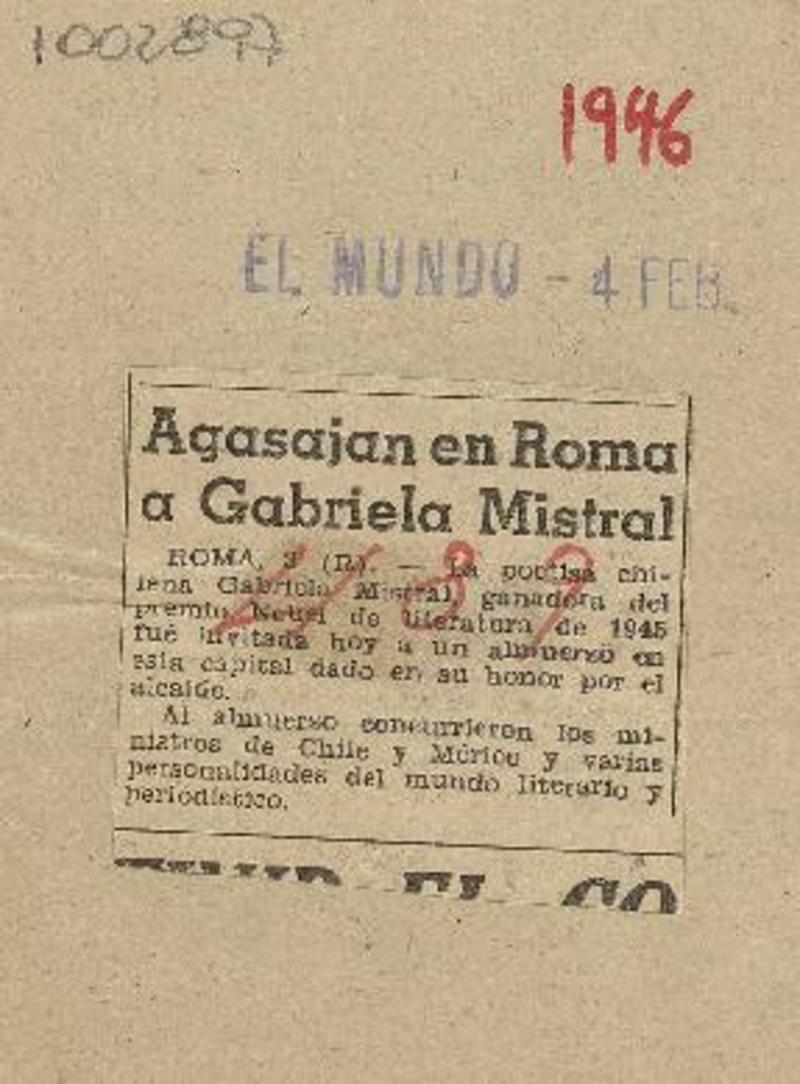 1002897
1946
EL MUNDO - 4 FEB.
Agasajan en Roma
a Gabriela Mistral
ROMA, 3 (R). — La poetisa chi-
lena Gabriela Mistral, ganadora del
premio Nobel de literatura de 1945
fué invitada hoy a un almuerzo en
esta capital dado en su honor por el
alcalde.
Al almuerzo concurrieron los mi-
nistros de Chile y México y varias
personalidades del mundo literario y
periodístico.